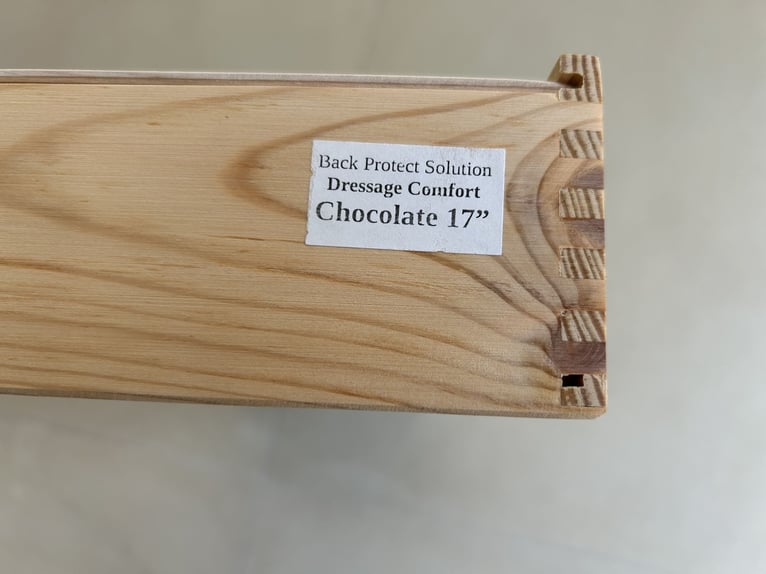 Back Protect Solution
Dressage Comfort
Chocolate 17”